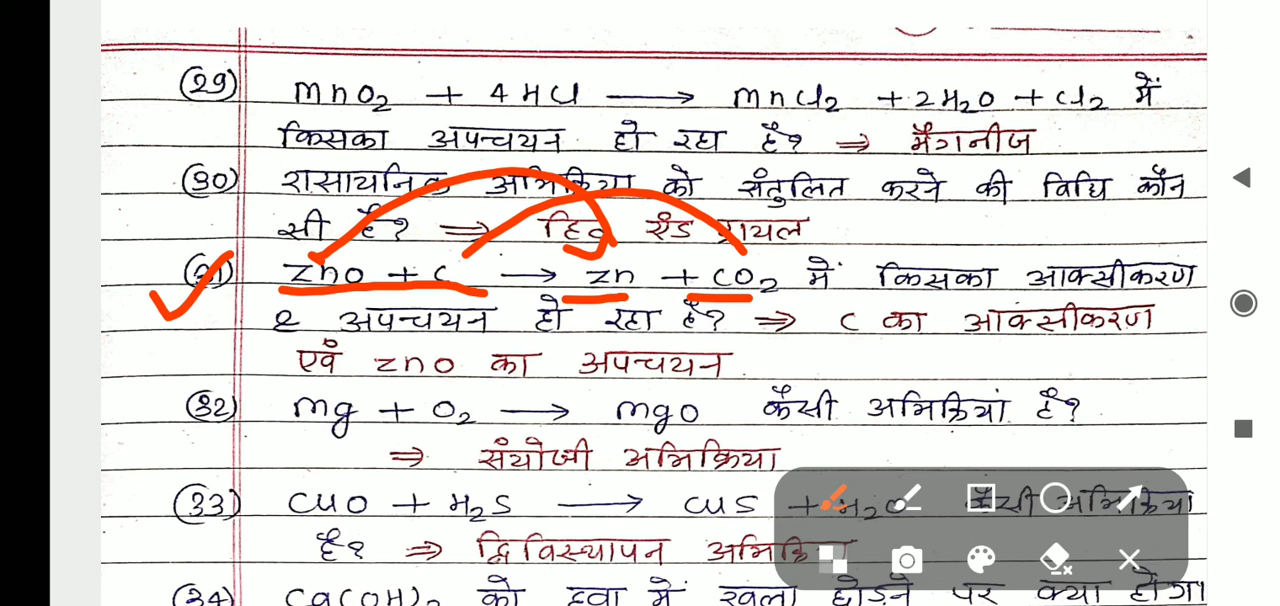 (29) MnO₂ + 4HCl ⟶ MnCl₂ + 2H₂O + Cl₂ में
किसका अपचयन हो रहा है? ⇒ मैंगनीज
(30) रासायनिक अभिक्रिया को संतुलित करने की विधि कौन
सी है? ⇒ हिट एंड ट्रायल
(31) ZnO + C ⟶ Zn + CO₂ में किसका आक्सीकरण
व अपचयन हो रहा है? ⇒ C का आक्सीकरण
एवं ZnO का अपचयन
(32) Mg + O₂ ⟶ MgO कैसी अभिक्रियां है?
⇒ संयोजी अभिक्रिया
(33) CuO + H₂S ⟶ CuS + H₂O कैसी अभिक्रिया
है? ⇒ द्विविस्थापन अभिक्रिया
(34) Ca(OH)₂ को हवा में खुला छोड़ने पर क्या होगा